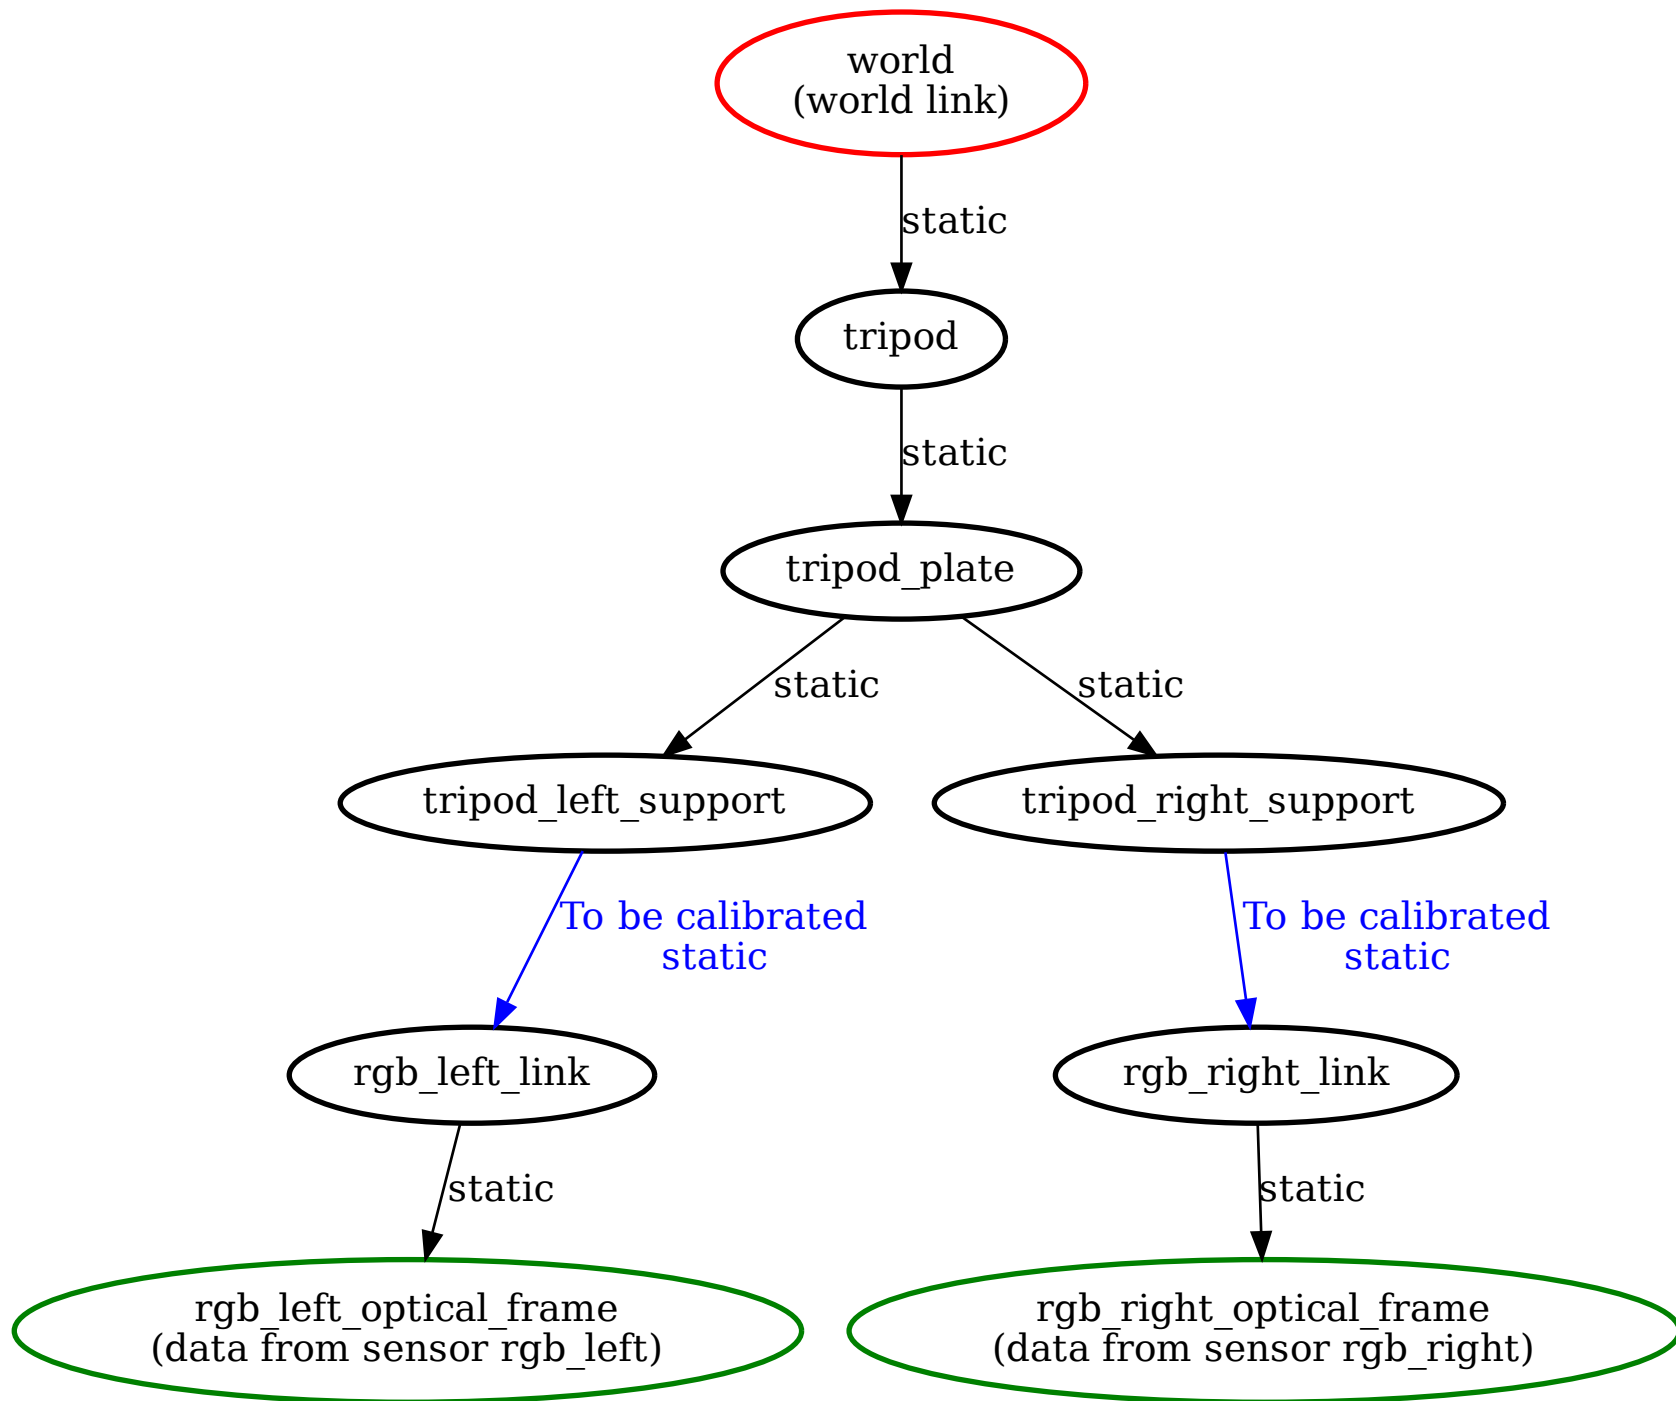 world
(world link)
static
tripod
static
tripod_plate
static
static
tripod_left_support
tripod_right_support
To be calibrated
static
To be calibrated
static
rgb_left_link
rgb_right_link
static
static
rgb_left_optical_frame
(data from sensor rgb_left)
rgb_right_optical_frame
(data from sensor rgb_right)